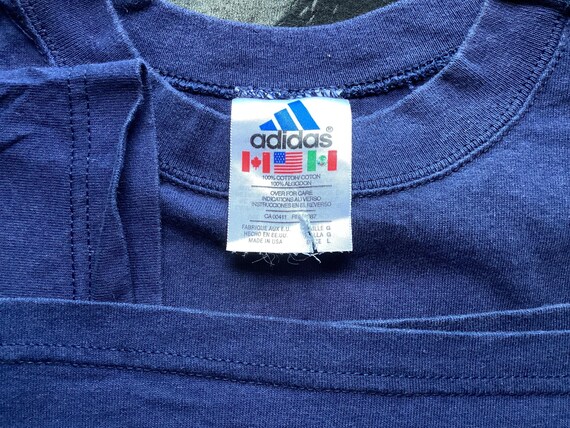 adidas®
100% COTTON/COTON
100% ALGODON
OVER FOR CARE
INDICATIONS AU VERSO
INSTRUCCIONES EN EL REVERSO
FABRIQUE AUX E.U. G
HECHO EN EE.UU. G
MADE IN USA L